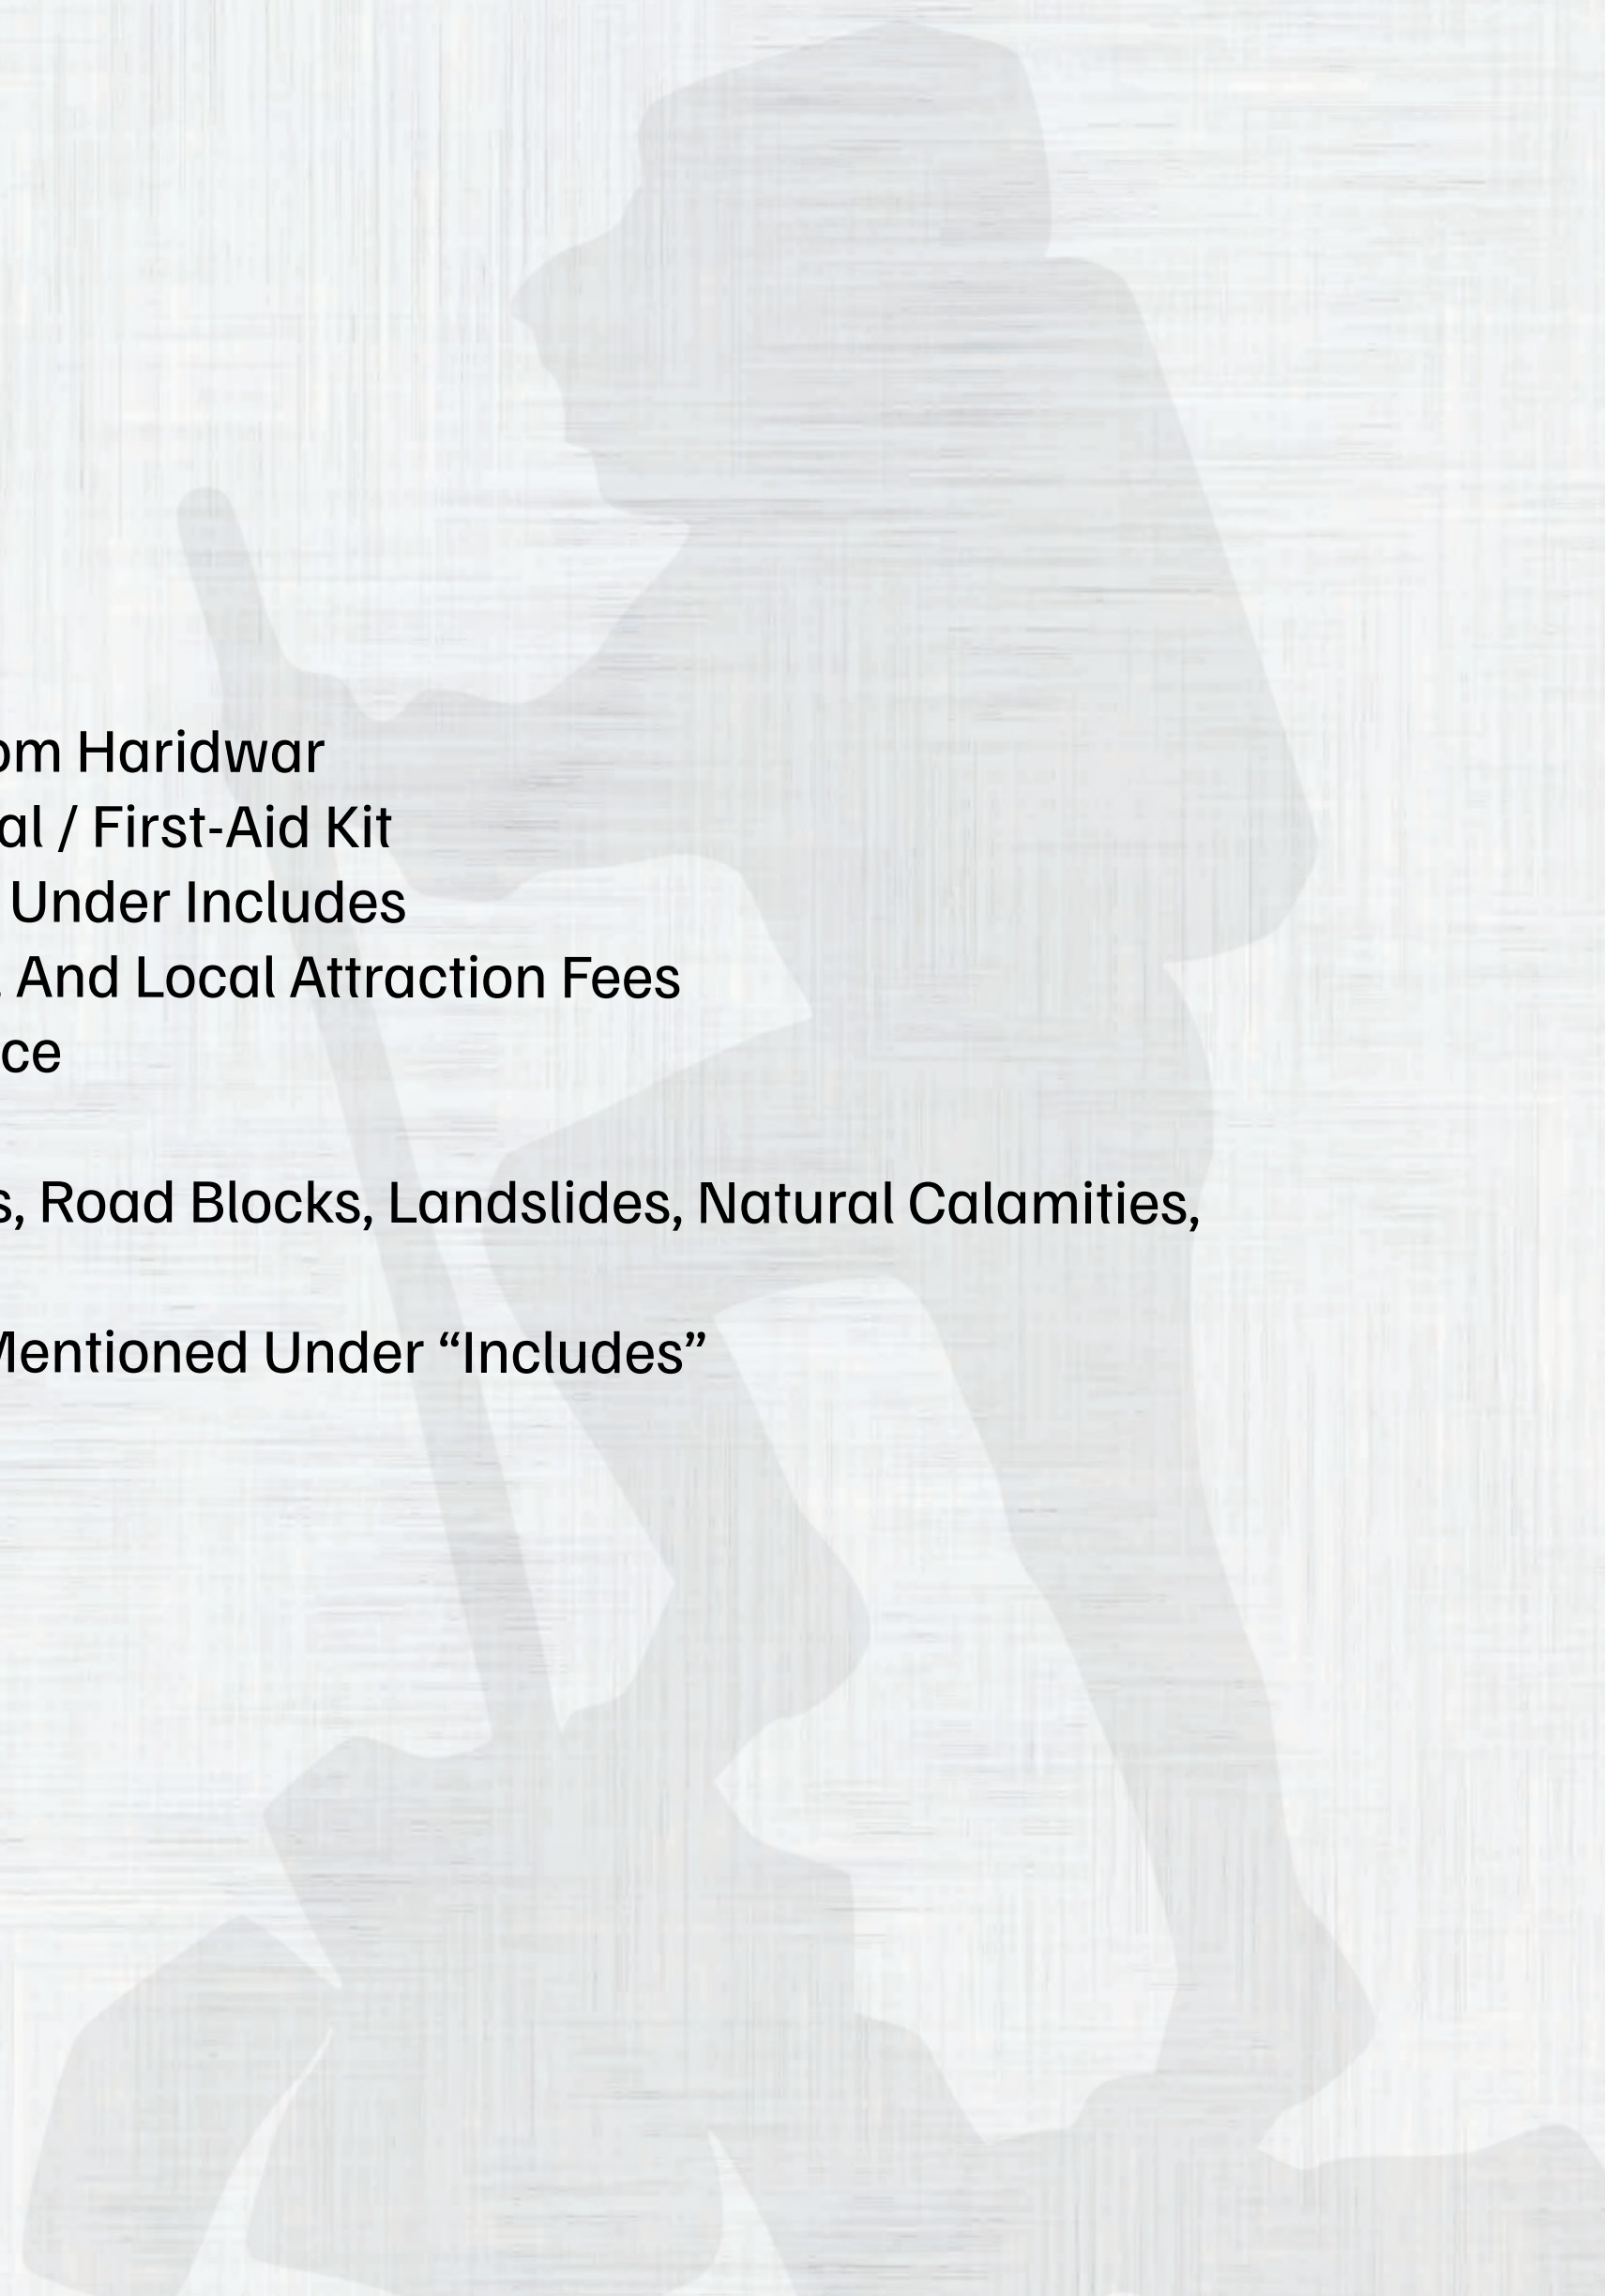 om Haridwar
al / First-Aid Kit
Under Includes
And Local Attraction Fees
ce
s, Road Blocks, Landslides, Natural Calamities,
Mentioned Under “Includes”